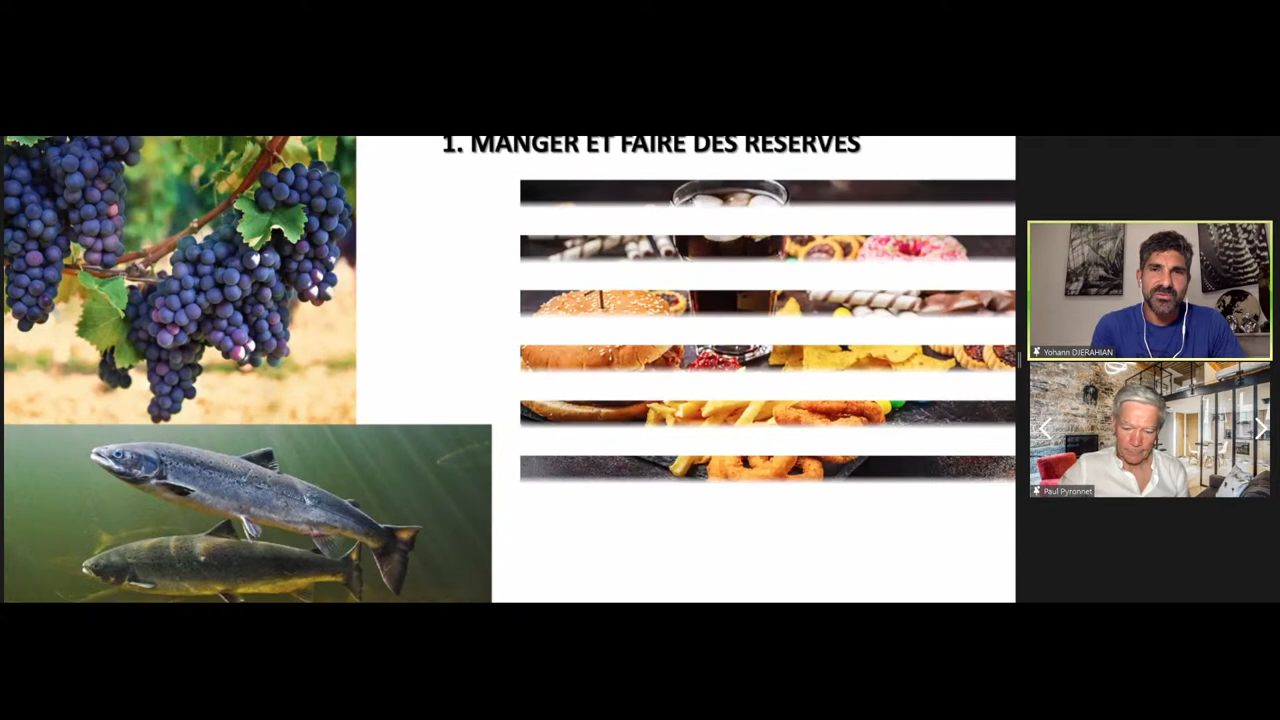 1. MANGER ET FAIRE DES RESERVES
Yohann DJERAHIAN
Paul Pyronnet